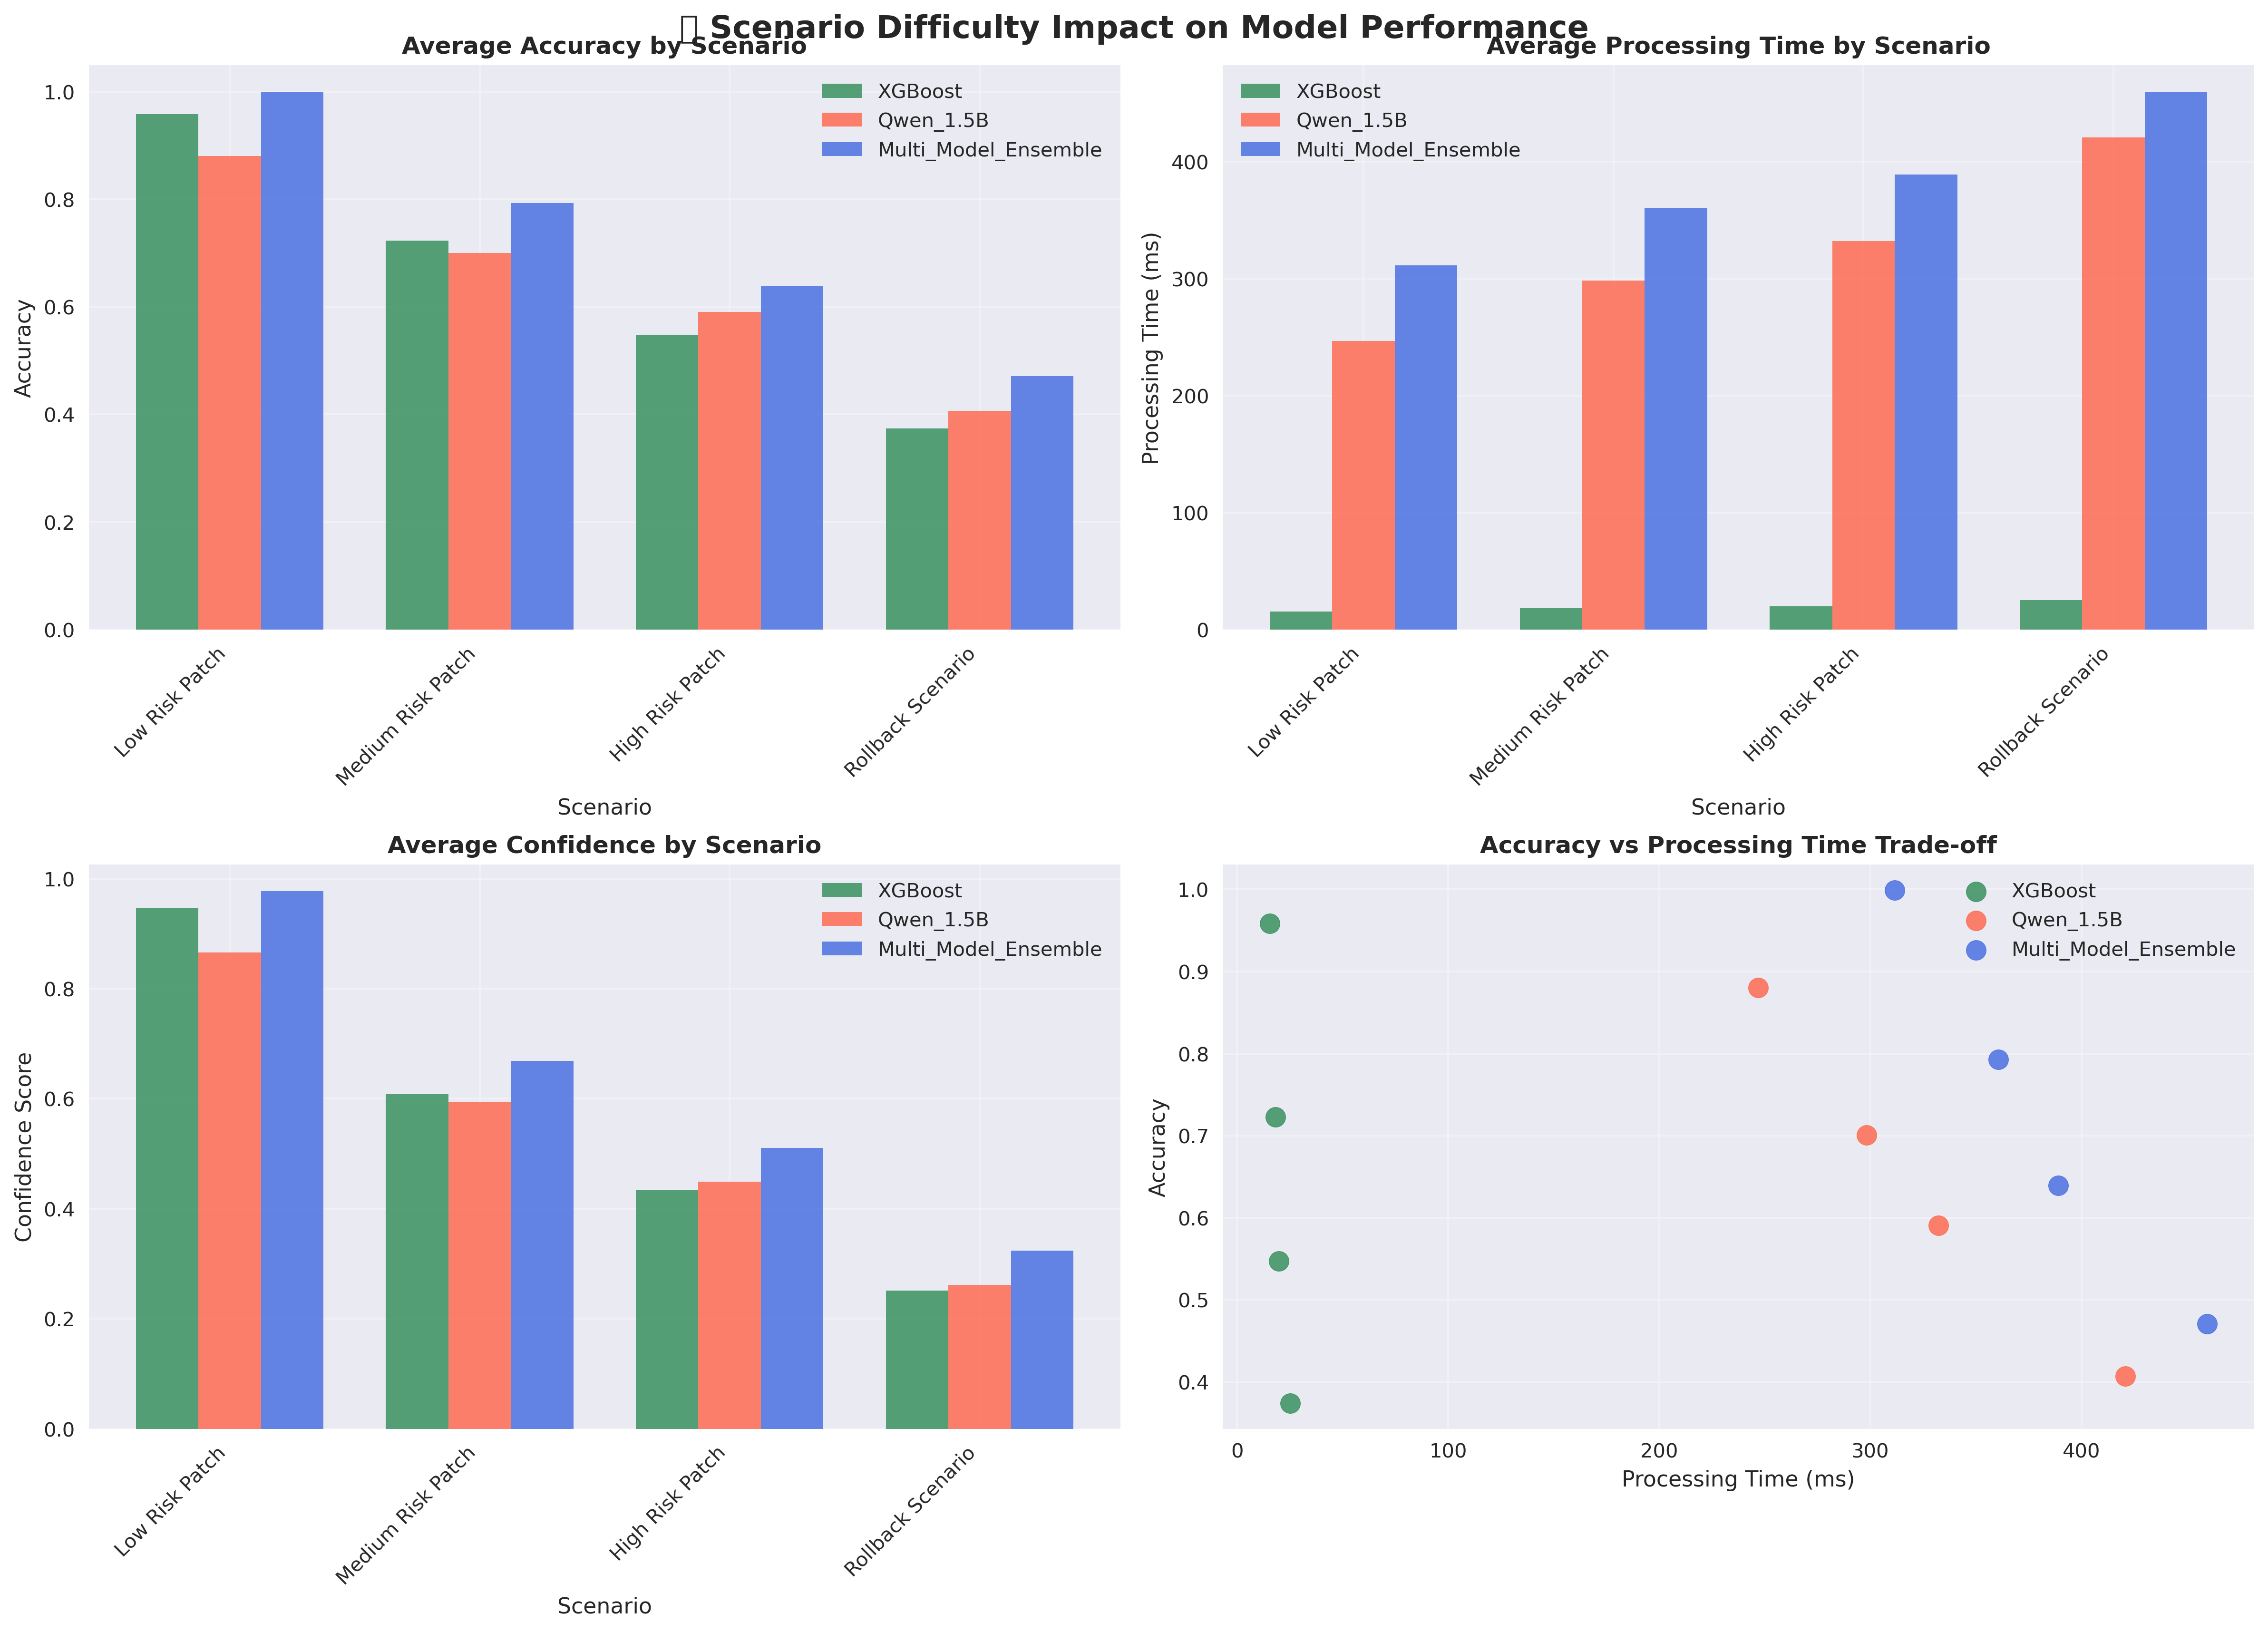 Scenario Difficulty Impact on Model Performance
Average Accuracy by Scenario
1.0
0.8
0.6
0.4
0.2
0.0
Accuracy
XGBoost
Qwen_1.5B
Multi_Model_Ensemble
Low Risk Patch
Medium Risk Patch
High Risk Patch
Rollback Scenario
Scenario
Average Processing Time by Scenario
400
300
200
100
0
Processing Time (ms)
XGBoost
Qwen_1.5B
Multi_Model_Ensemble
Low Risk Patch
Medium Risk Patch
High Risk Patch
Rollback Scenario
Scenario
Average Confidence by Scenario
1.0
0.8
0.6
0.4
0.2
0.0
Confidence Score
XGBoost
Qwen_1.5B
Multi_Model_Ensemble
Low Risk Patch
Medium Risk Patch
High Risk Patch
Rollback Scenario
Scenario
Accuracy vs Processing Time Trade-off
1.0
0.9
0.8
0.7
0.6
0.5
0.4
Accuracy
XGBoost
Qwen_1.5B
Multi_Model_Ensemble
0 100 200 300 400
Processing Time (ms)